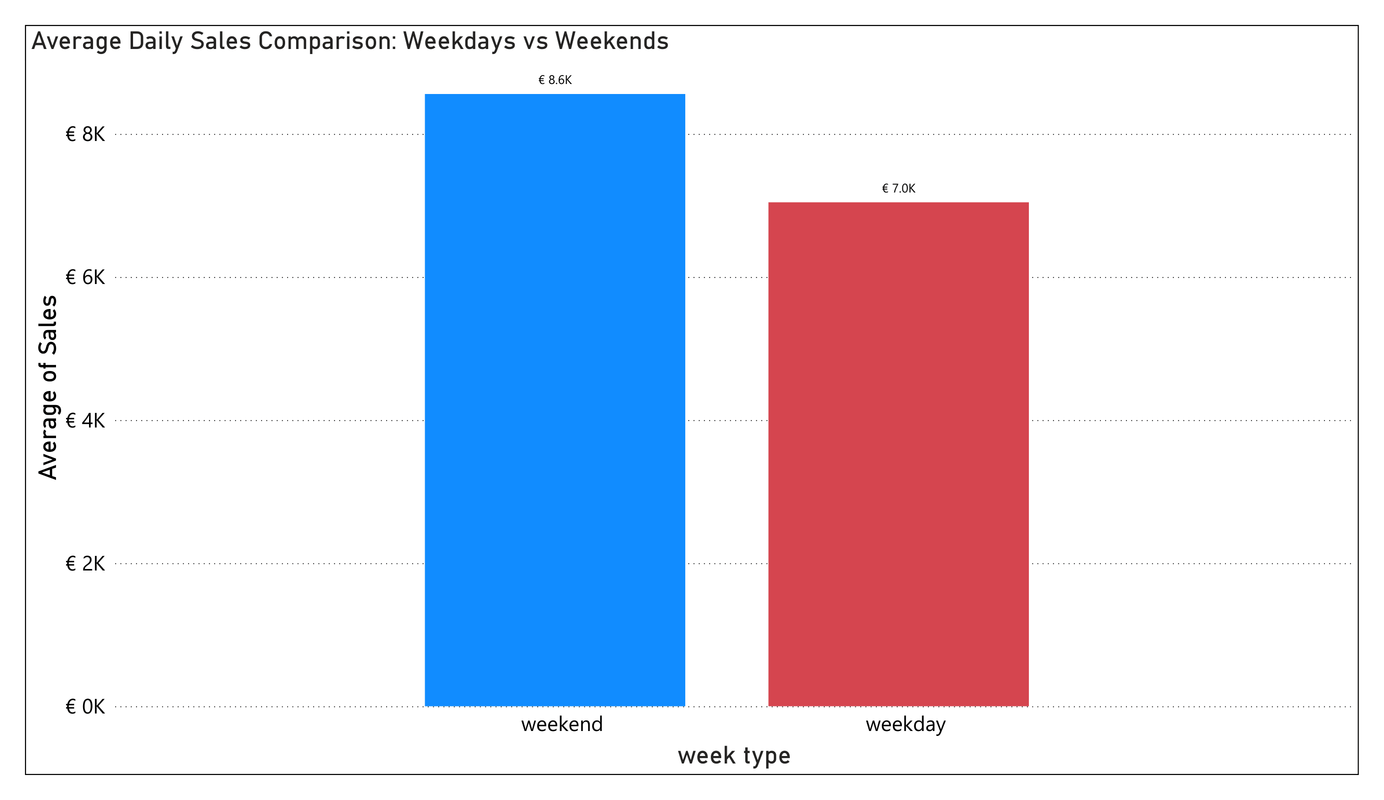 Average Daily Sales Comparison: Weekdays vs Weekends
€ 8.6K
€ 8K
€ 7.0K
€ 6K
Average of Sales
€ 4K
€ 2K
€ 0K
weekend
weekday
week type